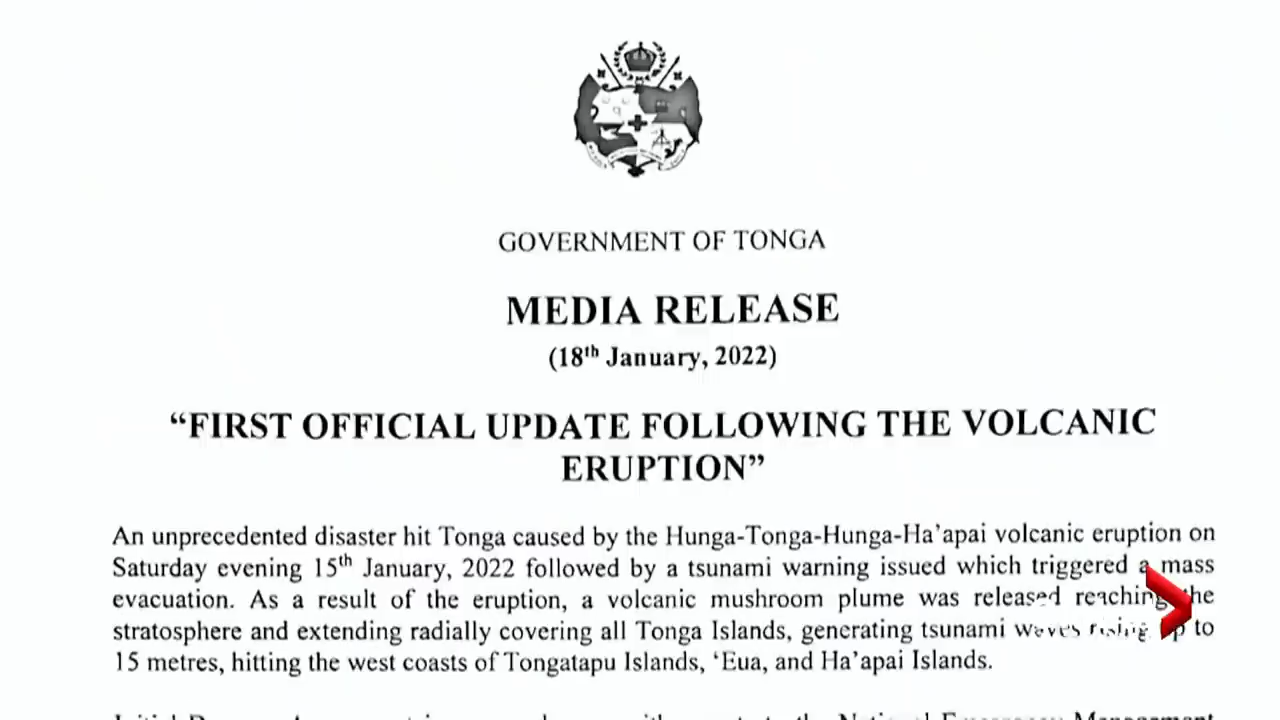 GOVERNMENT OF TONGA
MEDIA RELEASE
(18th January, 2022)
“FIRST OFFICIAL UPDATE FOLLOWING THE VOLCANIC
ERUPTION”
An unprecedented disaster hit Tonga caused by the Hunga-Tonga-Hunga-Ha’apai volcanic eruption on
Saturday evening 15th January, 2022 followed by a tsunami warning issued which triggered a mass
evacuation. As a result of the eruption, a volcanic mushroom plume was released reaching the
stratosphere and extending radially covering all Tonga Islands, generating tsunami waves rising up to
15 metres, hitting the west coasts of Tongatapu Islands, ‘Eua, and Ha’apai Islands.